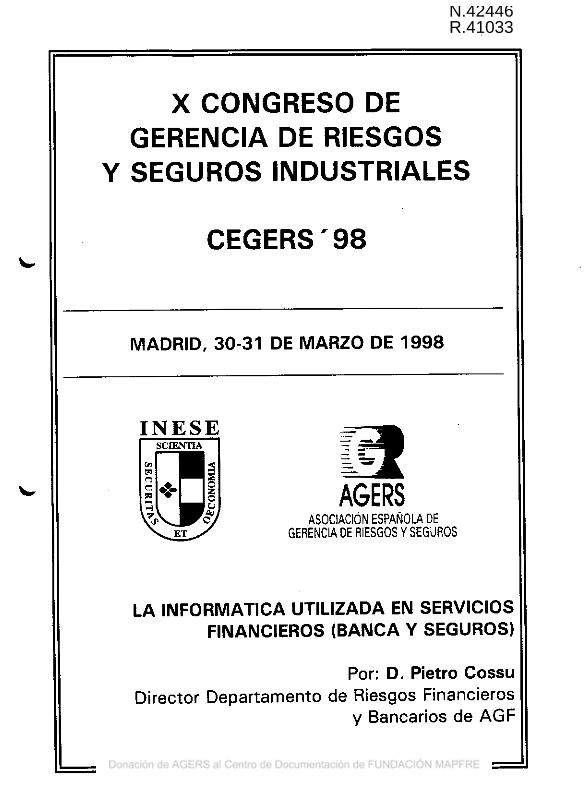 N.42446
R.41033
X CONGRESO DE
GERENCIA DE RIESGOS
Y SEGUROS INDUSTRIALES
CEGERS ´98
MADRID, 30-31 DE MARZO DE 1998
INESE
SCIENTIA
SECURITAS
OECONOMIA
ET
GR
AGERS
ASOCIACIÓN ESPAÑOLA DE
GERENCIA DE RIESGOS Y SEGUROS
LA INFORMATICA UTILIZADA EN SERVICIOS
FINANCIEROS (BANCA Y SEGUROS)
Por: D. Pietro Cossu
Director Departamento de Riesgos Financieros
y Bancarios de AGF
Donación de AGERS al Centro de Documentación de FUNDACIÓN MAPFRE